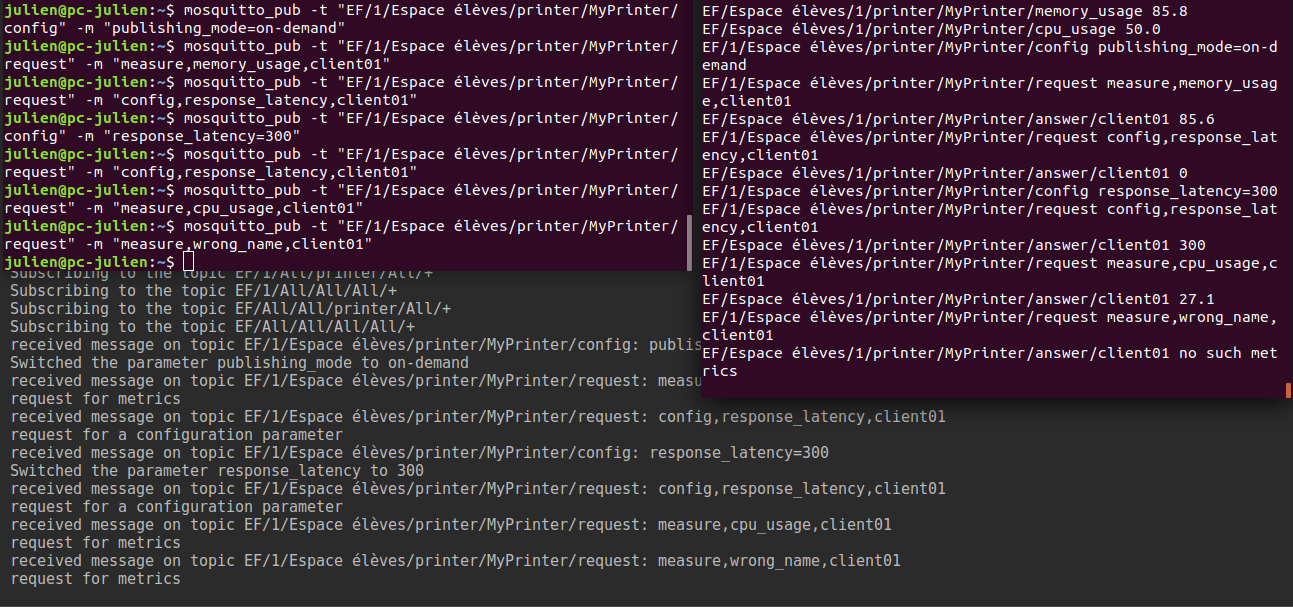 julien@pc-julien:~$ mosquitto_pub -t "EF/1/Espace élèves/printer/MyPrinter/
config" -m "publishing_mode=on-demand"
julien@pc-julien:~$ mosquitto_pub -t "EF/1/Espace élèves/printer/MyPrinter/
request" -m "measure,memory_usage,client01"
julien@pc-julien:~$ mosquitto_pub -t "EF/1/Espace élèves/printer/MyPrinter/
request" -m "config,response_latency,client01"
julien@pc-julien:~$ mosquitto_pub -t "EF/1/Espace élèves/printer/MyPrinter/
config" -m "response_latency=300"
julien@pc-julien:~$ mosquitto_pub -t "EF/1/Espace élèves/printer/MyPrinter/
request" -m "config,response_latency,client01"
julien@pc-julien:~$ mosquitto_pub -t "EF/1/Espace élèves/printer/MyPrinter/
request" -m "measure,cpu_usage,client01"
julien@pc-julien:~$ mosquitto_pub -t "EF/1/Espace élèves/printer/MyPrinter/
request" -m "measure,wrong_name,client01"
julien@pc-julien:~$
EF/Espace élèves/1/printer/MyPrinter/memory_usage 85.8
EF/Espace élèves/1/printer/MyPrinter/cpu_usage 50.0
EF/1/Espace élèves/printer/MyPrinter/config publishing_mode=on-d
emand
EF/1/Espace élèves/printer/MyPrinter/request measure,memory_usag
e,client01
EF/Espace élèves/1/printer/MyPrinter/answer/client01 85.6
EF/1/Espace élèves/printer/MyPrinter/request config,response_lat
ency,client01
EF/Espace élèves/1/printer/MyPrinter/answer/client01 0
EF/1/Espace élèves/printer/MyPrinter/config response_latency=300
EF/1/Espace élèves/printer/MyPrinter/request config,response_lat
ency,client01
EF/Espace élèves/1/printer/MyPrinter/answer/client01 300
EF/1/Espace élèves/printer/MyPrinter/request measure,cpu_usage,c
lient01
EF/Espace élèves/1/printer/MyPrinter/answer/client01 27.1
EF/1/Espace élèves/printer/MyPrinter/request measure,wrong_name,
client01
EF/Espace élèves/1/printer/MyPrinter/answer/client01 no such met
rics
Subscribing to the topic EF/1/All/printer/All/+
Subscribing to the topic EF/1/All/All/All/+
Subscribing to the topic EF/All/All/printer/All/+
Subscribing to the topic EF/All/All/All/All/+
received message on topic EF/1/Espace élèves/printer/MyPrinter/config: publis
Switched the parameter publishing_mode to on-demand
received message on topic EF/1/Espace élèves/printer/MyPrinter/request: measu
request for metrics
received message on topic EF/1/Espace élèves/printer/MyPrinter/request: config,response_latency,client01
request for a configuration parameter
received message on topic EF/1/Espace élèves/printer/MyPrinter/config: response_latency=300
Switched the parameter response_latency to 300
received message on topic EF/1/Espace élèves/printer/MyPrinter/request: config,response_latency,client01
request for a configuration parameter
received message on topic EF/1/Espace élèves/printer/MyPrinter/request: measure,cpu_usage,client01
request for metrics
received message on topic EF/1/Espace élèves/printer/MyPrinter/request: measure,wrong_name,client01
request for metrics